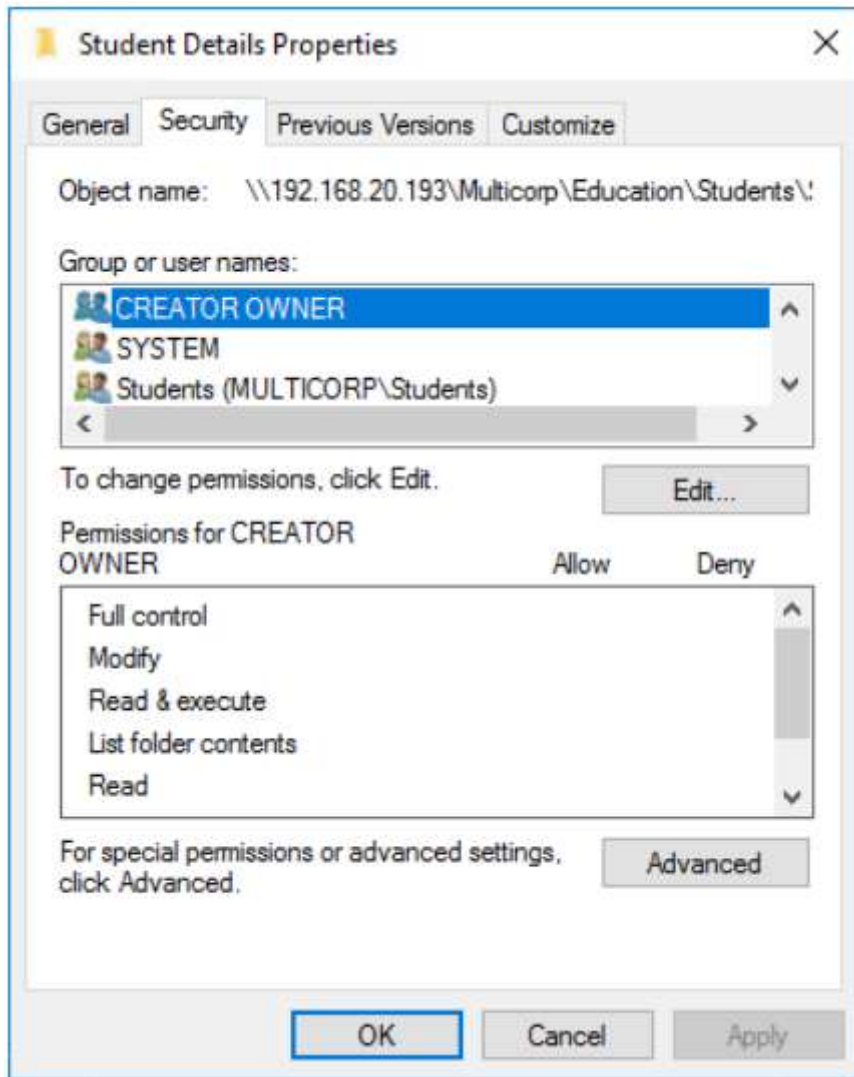 Student Details Properties
General Security Previous Versions Customize
Object name: \\192.168.20.193\Multicorp\Education\Students\
Group or user names:
CREATOR OWNER
SYSTEM
Students (MULTICORP\Students)
To change permissions, click Edit.
Edit...
Permissions for CREATOR
OWNER Allow Deny
Full control
Modify
Read & execute
List folder contents
Read
For special permissions or advanced settings,
click Advanced.
Advanced
OK Cancel Apply